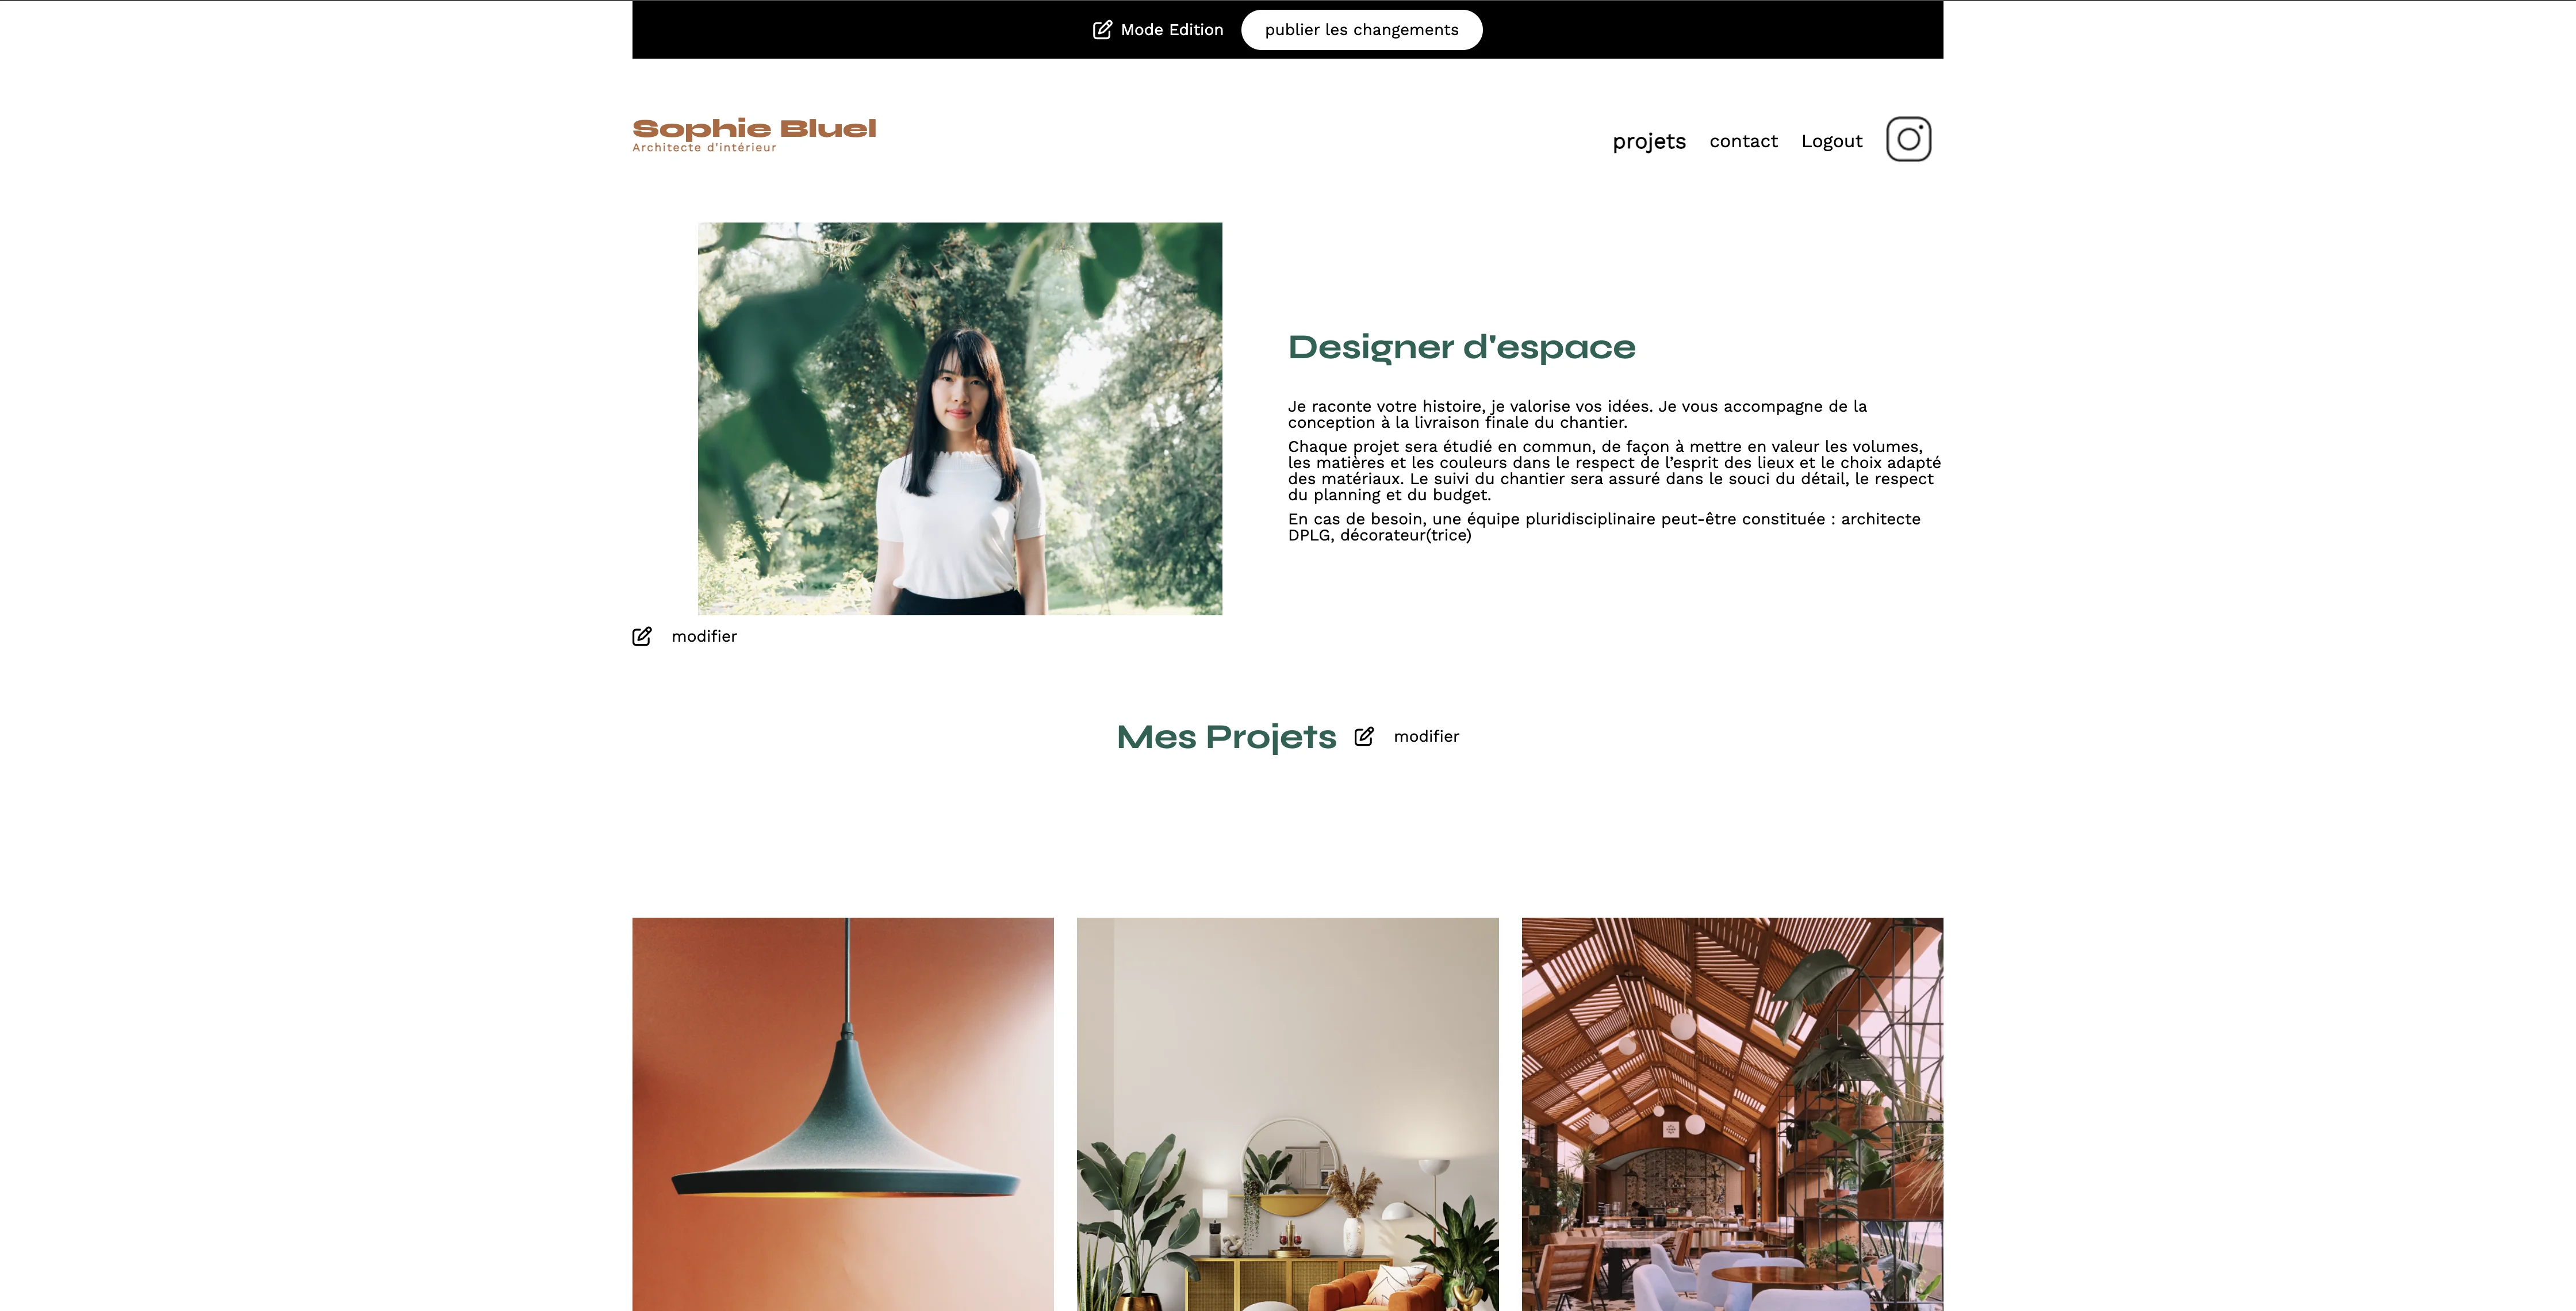 Mode Edition publier les changements
Sophie Bluel
Architecte d'intérieur
projets contact Logout
Designer d'espace
Je raconte votre histoire, je valorise vos idées. Je vous accompagne de la
conception à la livraison finale du chantier.
Chaque projet sera étudié en commun, de façon à mettre en valeur les volumes,
les matières et les couleurs dans le respect de l’esprit des lieux et le choix adapté
des matériaux. Le suivi du chantier sera assuré dans le souci du détail, le respect
du planning et du budget.
En cas de besoin, une équipe pluridisciplinaire peut-être constituée : architecte
DPLG, décorateur(trice)
modifier
Mes Projets modifier